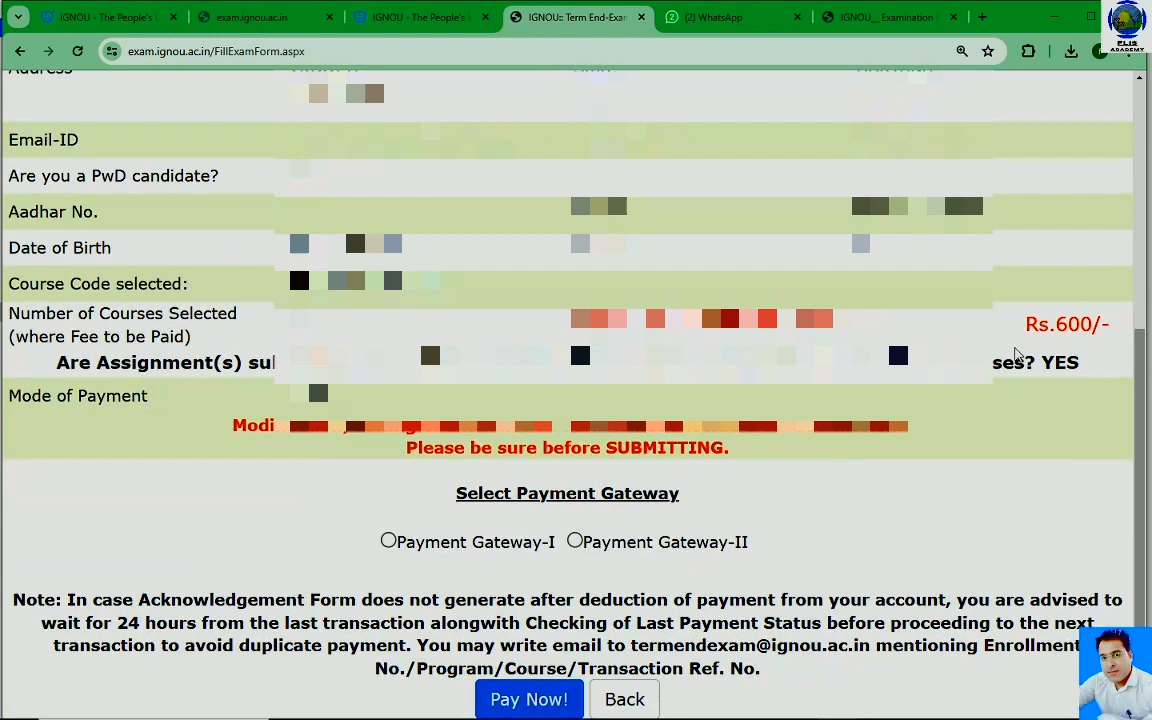 IGNOU - The People's U
exam.ignou.ac.in
IGNOU - The People's U
IGNOU:: Term End-Exar
(2) WhatsApp
IGNOU__ Examination
exam.ignou.ac.in/FillExamForm.aspx
PLIS
ACADEMY
Address
Email-ID
Are you a PwD candidate?
Aadhar No.
Date of Birth
Course Code selected:
Number of Courses Selected
(where Fee to be Paid)
Rs.600/-
Are Assignment(s) su ses? YES
Mode of Payment
Modi
Please be sure before SUBMITTING.
Select Payment Gateway
Payment Gateway-I Payment Gateway-II
Note: In case Acknowledgement Form does not generate after deduction of payment from your account, you are advised to
wait for 24 hours from the last transaction alongwith Checking of Last Payment Status before proceeding to the next
transaction to avoid duplicate payment. You may write email to termendexam@ignou.ac.in mentioning Enrollment
No./Program/Course/Transaction Ref. No.
Pay Now! Back